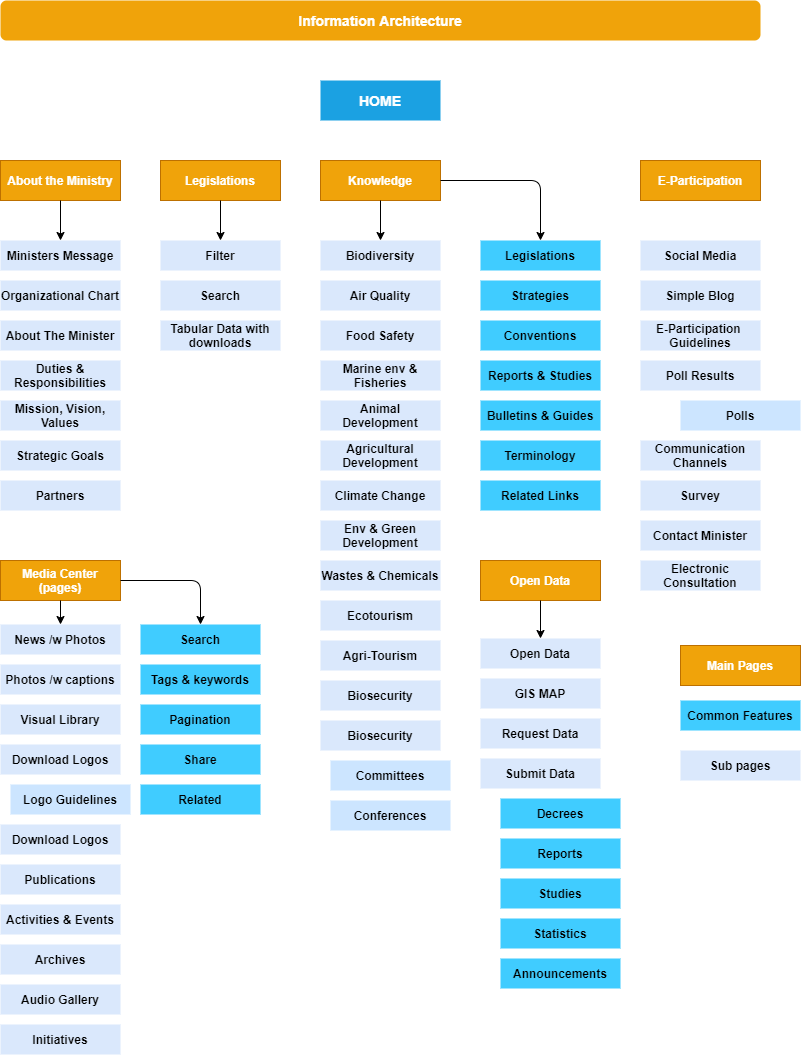 Information Architecture
HOME
About the Ministry
Ministers Message
Organizational Chart
About The Minister
Duties &
Responsibilities
Mission, Vision,
Values
Strategic Goals
Partners
Legislations
Filter
Search
Tabular Data with
downloads
Knowledge
Biodiversity
Air Quality
Food Safety
Marine env &
Fisheries
Animal
Development
Agricultural
Development
Climate Change
Env & Green
Development
Wastes & Chemicals
Ecotourism
Agri-Tourism
Biosecurity
Biosecurity
Committees
Conferences
Legislations
Strategies
Conventions
Reports & Studies
Bulletins & Guides
Terminology
Related Links
E-Participation
Social Media
Simple Blog
E-Participation
Guidelines
Poll Results
Polls
Communication
Channels
Survey
Contact Minister
Electronic
Consultation
Media Center
(pages)
News /w Photos
Photos /w captions
Visual Library
Download Logos
Logo Guidelines
Download Logos
Publications
Activities & Events
Archives
Audio Gallery
Initiatives
Search
Tags & keywords
Pagination
Share
Related
Open Data
Open Data
GIS MAP
Request Data
Submit Data
Decrees
Reports
Studies
Statistics
Announcements
Main Pages
Common Features
Sub pages